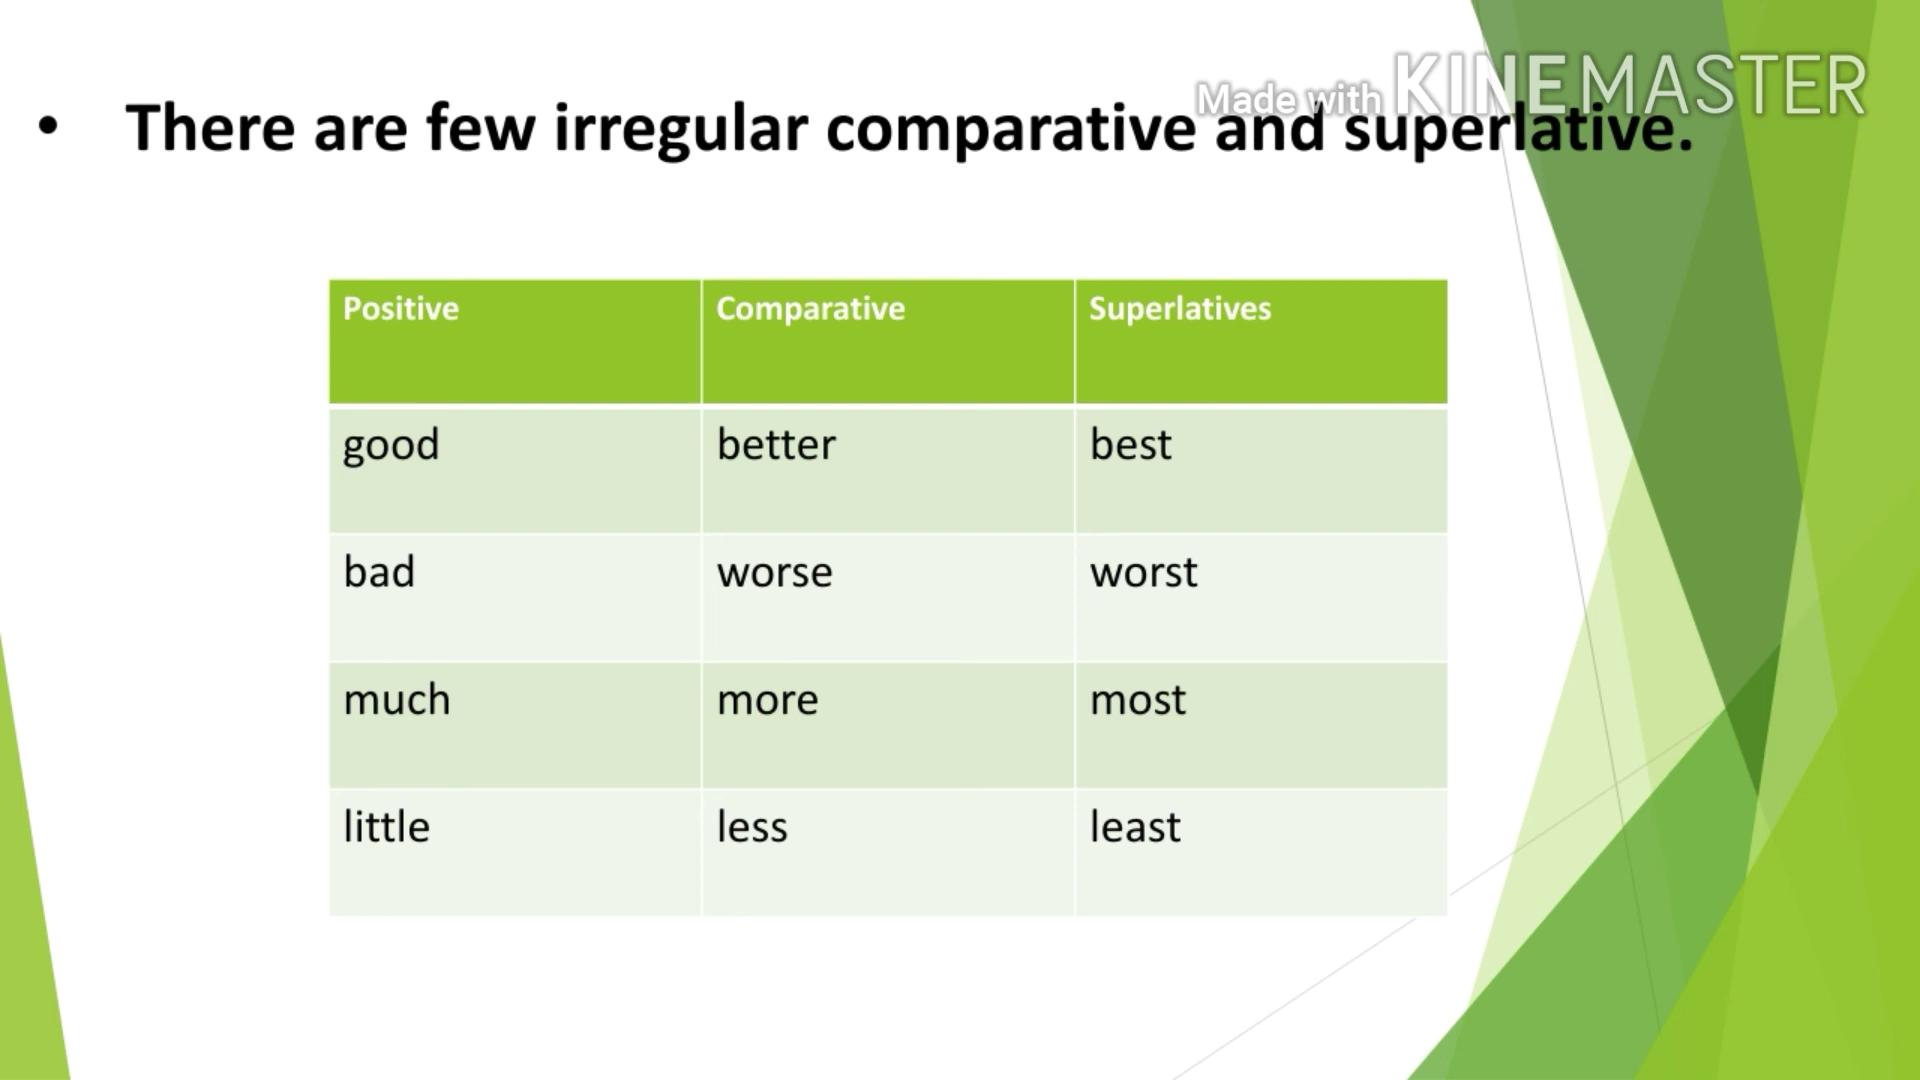 Made with KINEMASTER
• There are few irregular comparative and superlative.
Positive Comparative Superlatives
good better best
bad worse worst
much more most
little less least